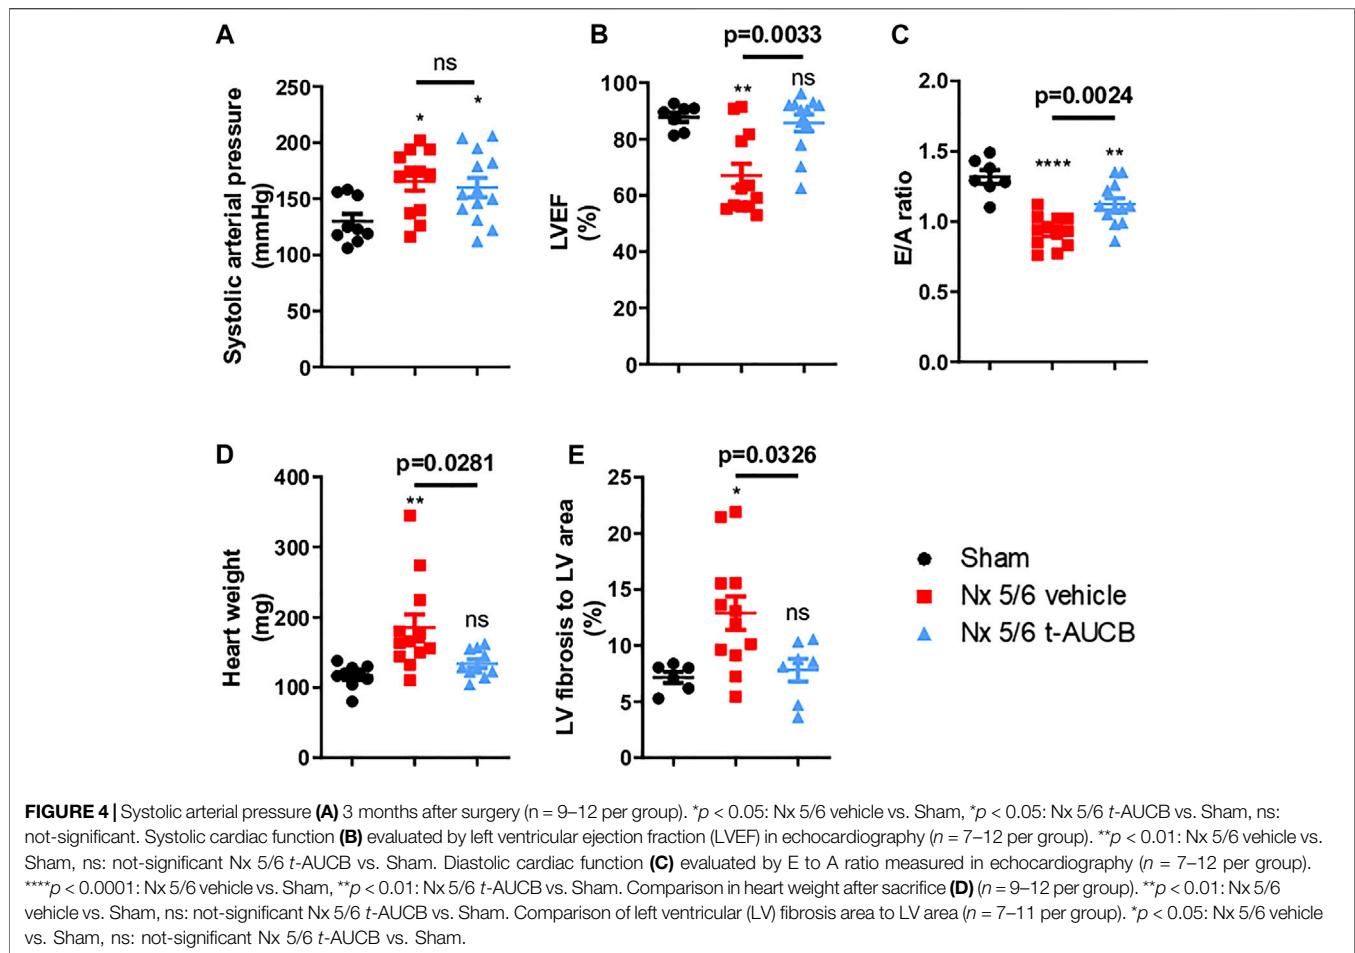 A
ns
*
*
250
200
150
100
50
0
Systolic arterial pressure
(mmHg)
B
p=0.0033
**
ns
100
80
60
40
20
0
LVEF
(%)
C
p=0.0024
****
**
2.0
1.5
1.0
0.5
0.0
E/A ratio
D
p=0.0281
**
ns
400
300
200
100
0
Heart weight
(mg)
E
p=0.0326
*
ns
25
20
15
10
5
0
LV fibrosis to LV area
(%)
Sham
Nx 5/6 vehicle
Nx 5/6 t-AUCB
FIGURE 4 | Systolic arterial pressure (A) 3 months after surgery (n = 9–12 per group). *p < 0.05: Nx 5/6 vehicle vs. Sham, *p < 0.05: Nx 5/6 t-AUCB vs. Sham, ns:
not-significant. Systolic cardiac function (B) evaluated by left ventricular ejection fraction (LVEF) in echocardiography (n = 7–12 per group). **p < 0.01: Nx 5/6 vehicle vs.
Sham, ns: not-significant Nx 5/6 t-AUCB vs. Sham. Diastolic cardiac function (C) evaluated by E to A ratio measured in echocardiography (n = 7–12 per group).
****p < 0.0001: Nx 5/6 vehicle vs. Sham, **p < 0.01: Nx 5/6 t-AUCB vs. Sham. Comparison in heart weight after sacrifice (D) (n = 9–12 per group). **p < 0.01: Nx 5/6
vehicle vs. Sham, ns: not-significant Nx 5/6 t-AUCB vs. Sham. Comparison of left ventricular (LV) fibrosis area to LV area (n = 7–11 per group). *p < 0.05: Nx 5/6 vehicle
vs. Sham, ns: not-significant Nx 5/6 t-AUCB vs. Sham.